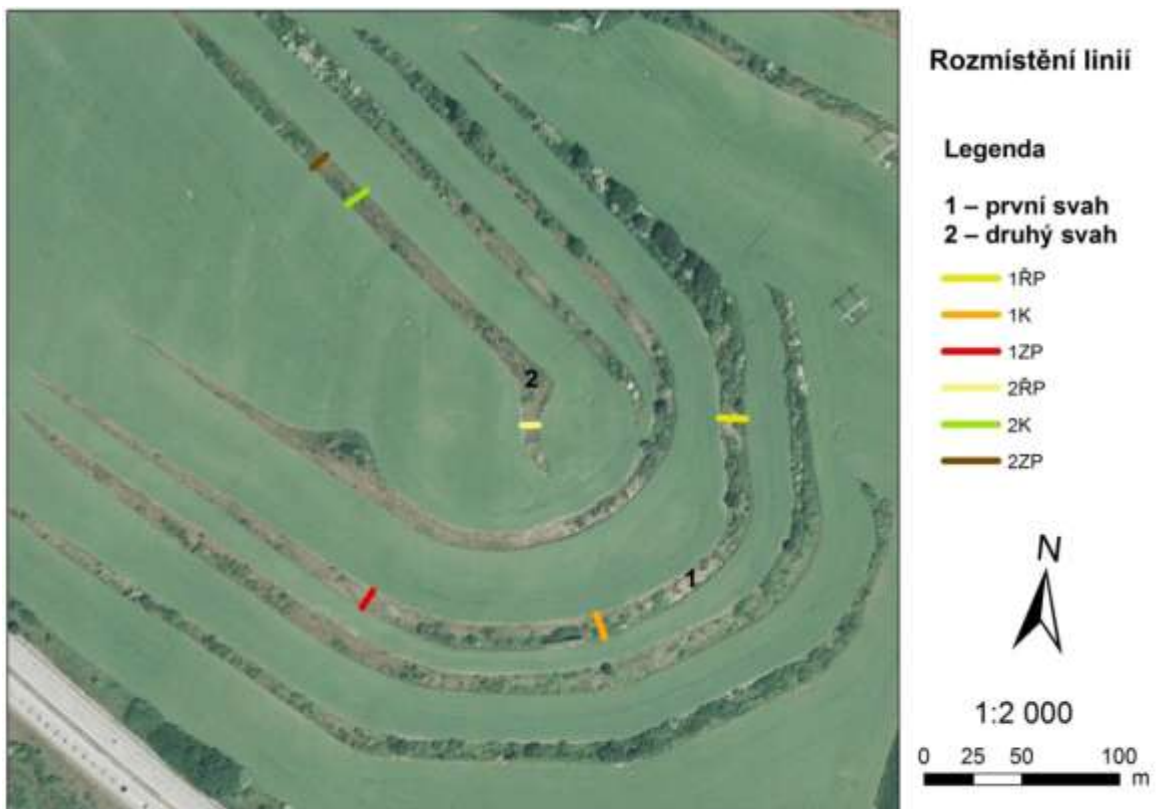 Rozmístění linií
Legenda
1 – první svah
2 – druhý svah
1ŘP
1K
1ZP
2ŘP
2K
2ZP
2
1
N
1:2 000
0 25 50 100
m